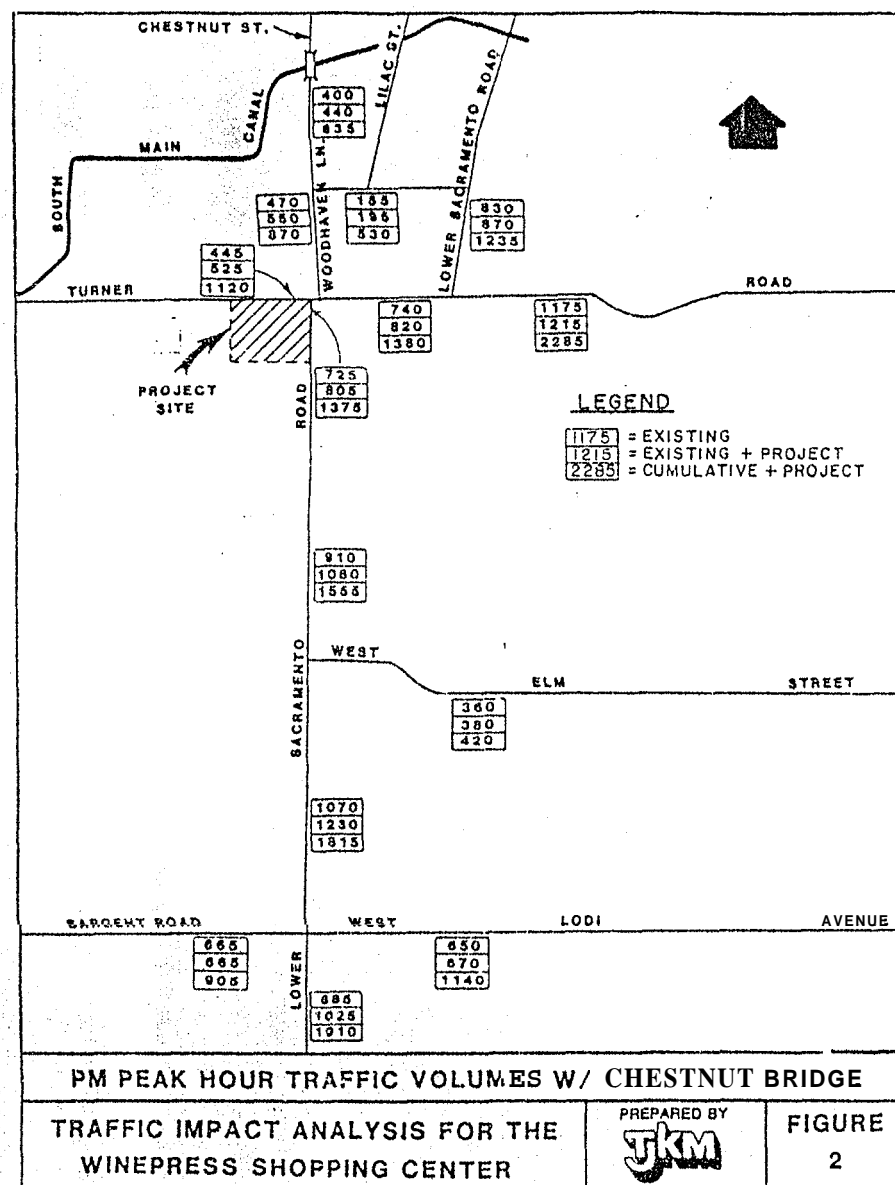 CHESTNUT ST.
LILAC ST.
LOWER SACRAMENTO ROAD
CANAL
MAIN
SOUTH
WOODHAVEN LN.
400
440
635
470
550
870
155
195
530
830
870
1235
445
525
1120
TURNER
ROAD
740
820
1380
1175
1215
2285
PROJECT
SITE
ROAD
725
805
1375
LEGEND
1175 = EXISTING
1215 = EXISTING + PROJECT
2285 = CUMULATIVE + PROJECT
910
1080
1555
SACRAMENTO
WEST
ELM
STREET
360
380
420
1070
1230
1815
SARGENT ROAD
WEST
LODI
AVENUE
665
665
905
LOWER
650
670
1140
1025
1910
PM PEAK HOUR TRAFFIC VOLUMES W/ CHESTNUT BRIDGE
TRAFFIC IMPACT ANALYSIS FOR THE
WINEPRESS SHOPPING CENTER
PREPARED BY
TJKM
FIGURE
2